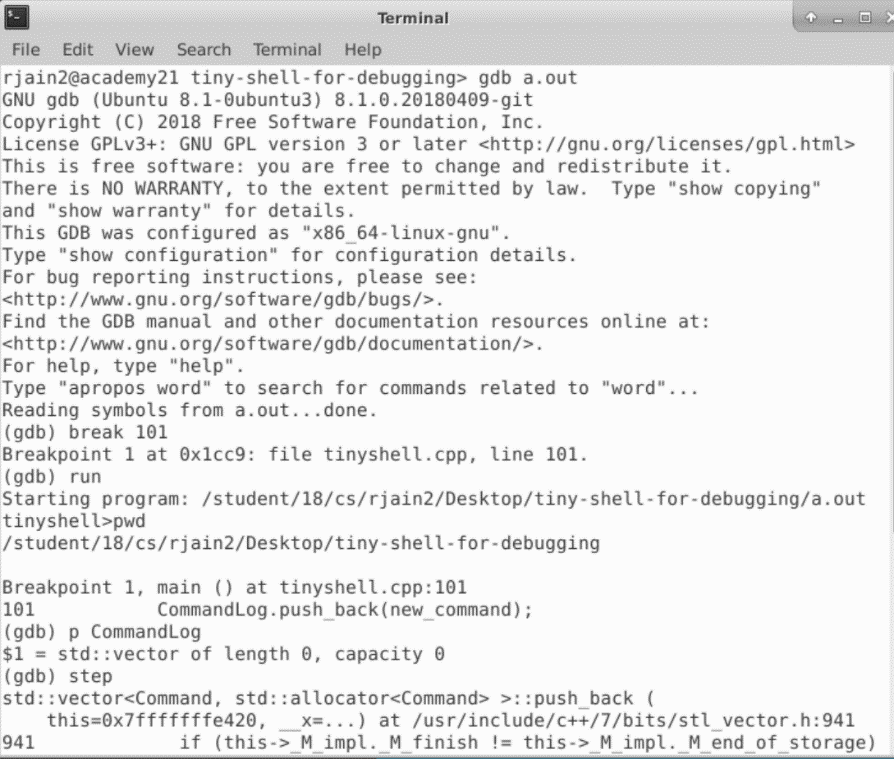 Terminal
File Edit View Search Terminal Help
rjain2@academy21 tiny-shell-for-debugging> gdb a.out
GNU gdb (Ubuntu 8.1-0ubuntu3) 8.1.0.20180409-git
Copyright (C) 2018 Free Software Foundation, Inc.
License GPLv3+: GNU GPL version 3 or later <http://gnu.org/licenses/gpl.html>
This is free software: you are free to change and redistribute it.
There is NO WARRANTY, to the extent permitted by law.  Type "show copying"
and "show warranty" for details.
This GDB was configured as "x86_64-linux-gnu".
Type "show configuration" for configuration details.
For bug reporting instructions, please see:
<http://www.gnu.org/software/gdb/bugs/>.
Find the GDB manual and other documentation resources online at:
<http://www.gnu.org/software/gdb/documentation/>.
For help, type "help".
Type "apropos word" to search for commands related to "word"...
Reading symbols from a.out...done.
(gdb) break 101
Breakpoint 1 at 0x1cc9: file tinyshell.cpp, line 101.
(gdb) run
Starting program: /student/18/cs/rjain2/Desktop/tiny-shell-for-debugging/a.out
tinyshell>pwd
/student/18/cs/rjain2/Desktop/tiny-shell-for-debugging
Breakpoint 1, main () at tinyshell.cpp:101
101           CommandLog.push_back(new_command);
(gdb) p CommandLog
$1 = std::vector of length 0, capacity 0
(gdb) step
std::vector<Command, std::allocator<Command> >::push_back (
    this=0x7fffffffe420, __x=...) at /usr/include/c++/7/bits/stl_vector.h:941
941             if (this->_M_impl._M_finish != this->_M_impl._M_end_of_storage)